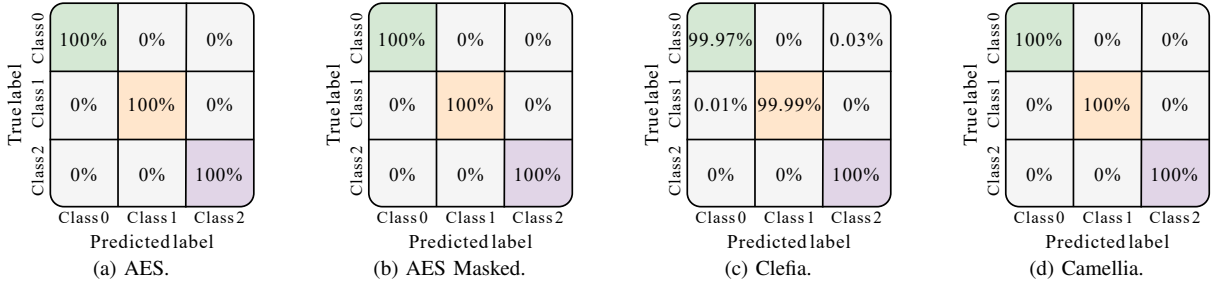 True label
Class 0
100% 0% 0%
Class 1
0% 100% 0%
Class 2
0% 0% 100%
Class 0 Class 1 Class 2
Predicted label
(a) AES.
True label
Class 0
100% 0% 0%
Class 1
0% 100% 0%
Class 2
0% 0% 100%
Class 0 Class 1 Class 2
Predicted label
(b) AES Masked.
True label
Class 0
99.97% 0% 0.03%
Class 1
0.01% 99.99% 0%
Class 2
0% 0% 100%
Class 0 Class 1 Class 2
Predicted label
(c) Clefia.
True label
Class 0
100% 0% 0%
Class 1
0% 100% 0%
Class 2
0% 0% 100%
Class 0 Class 1 Class 2
Predicted label
(d) Camellia.